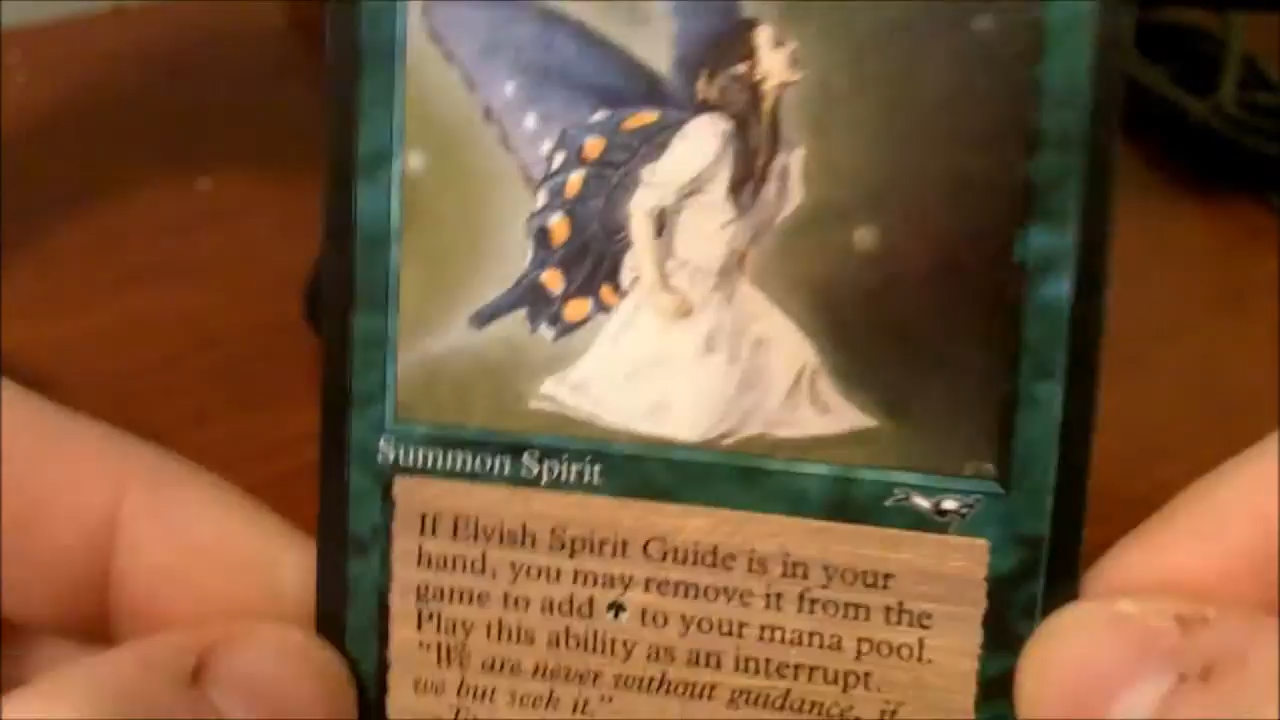 Summon Spirit
If Elvish Spirit Guide is in your
hand, you may remove it from the
game to add to your mana pool.
Play this ability as an interrupt.
"We are never without guidance, if
we but seek it."